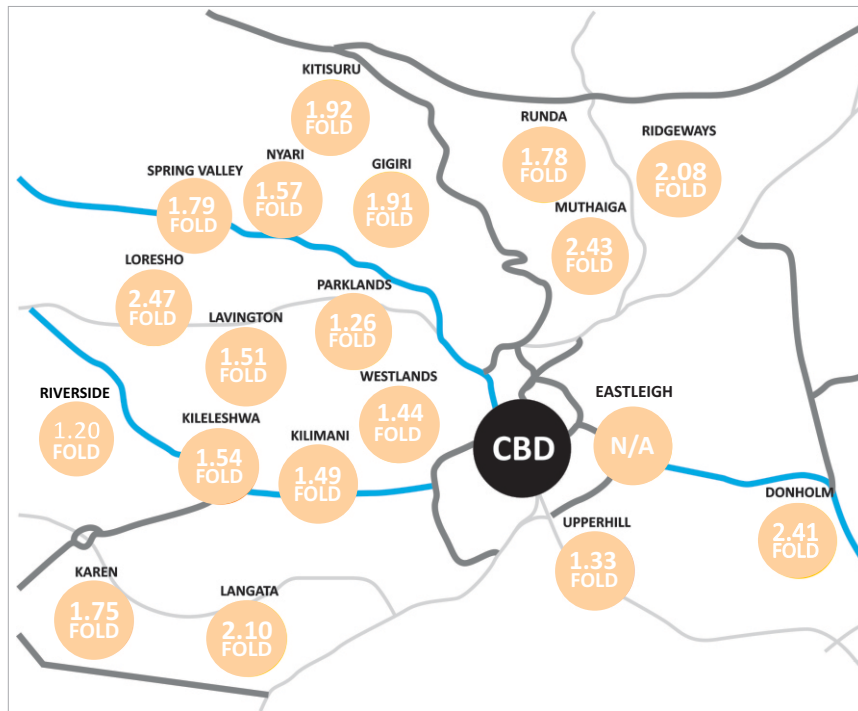 KITISURU
1.92
FOLD
RUNDA
1.78
FOLD
RIDGEWAYS
2.08
FOLD
NYARI
1.57
FOLD
GIGIRI
1.91
FOLD
SPRING VALLEY
1.79
FOLD
MUTHAIGA
2.43
FOLD
LORESHO
2.47
FOLD
PARKLANDS
1.26
FOLD
LAVINGTON
1.51
FOLD
WESTLANDS
1.44
FOLD
RIVERSIDE
1.20
FOLD
KILELESHWA
1.54
FOLD
KILIMANI
1.49
FOLD
CBD
EASTLEIGH
N/A
DONHOLM
2.41
FOLD
UPPERHILL
1.33
FOLD
KAREN
1.75
FOLD
LANGATA
2.10
FOLD